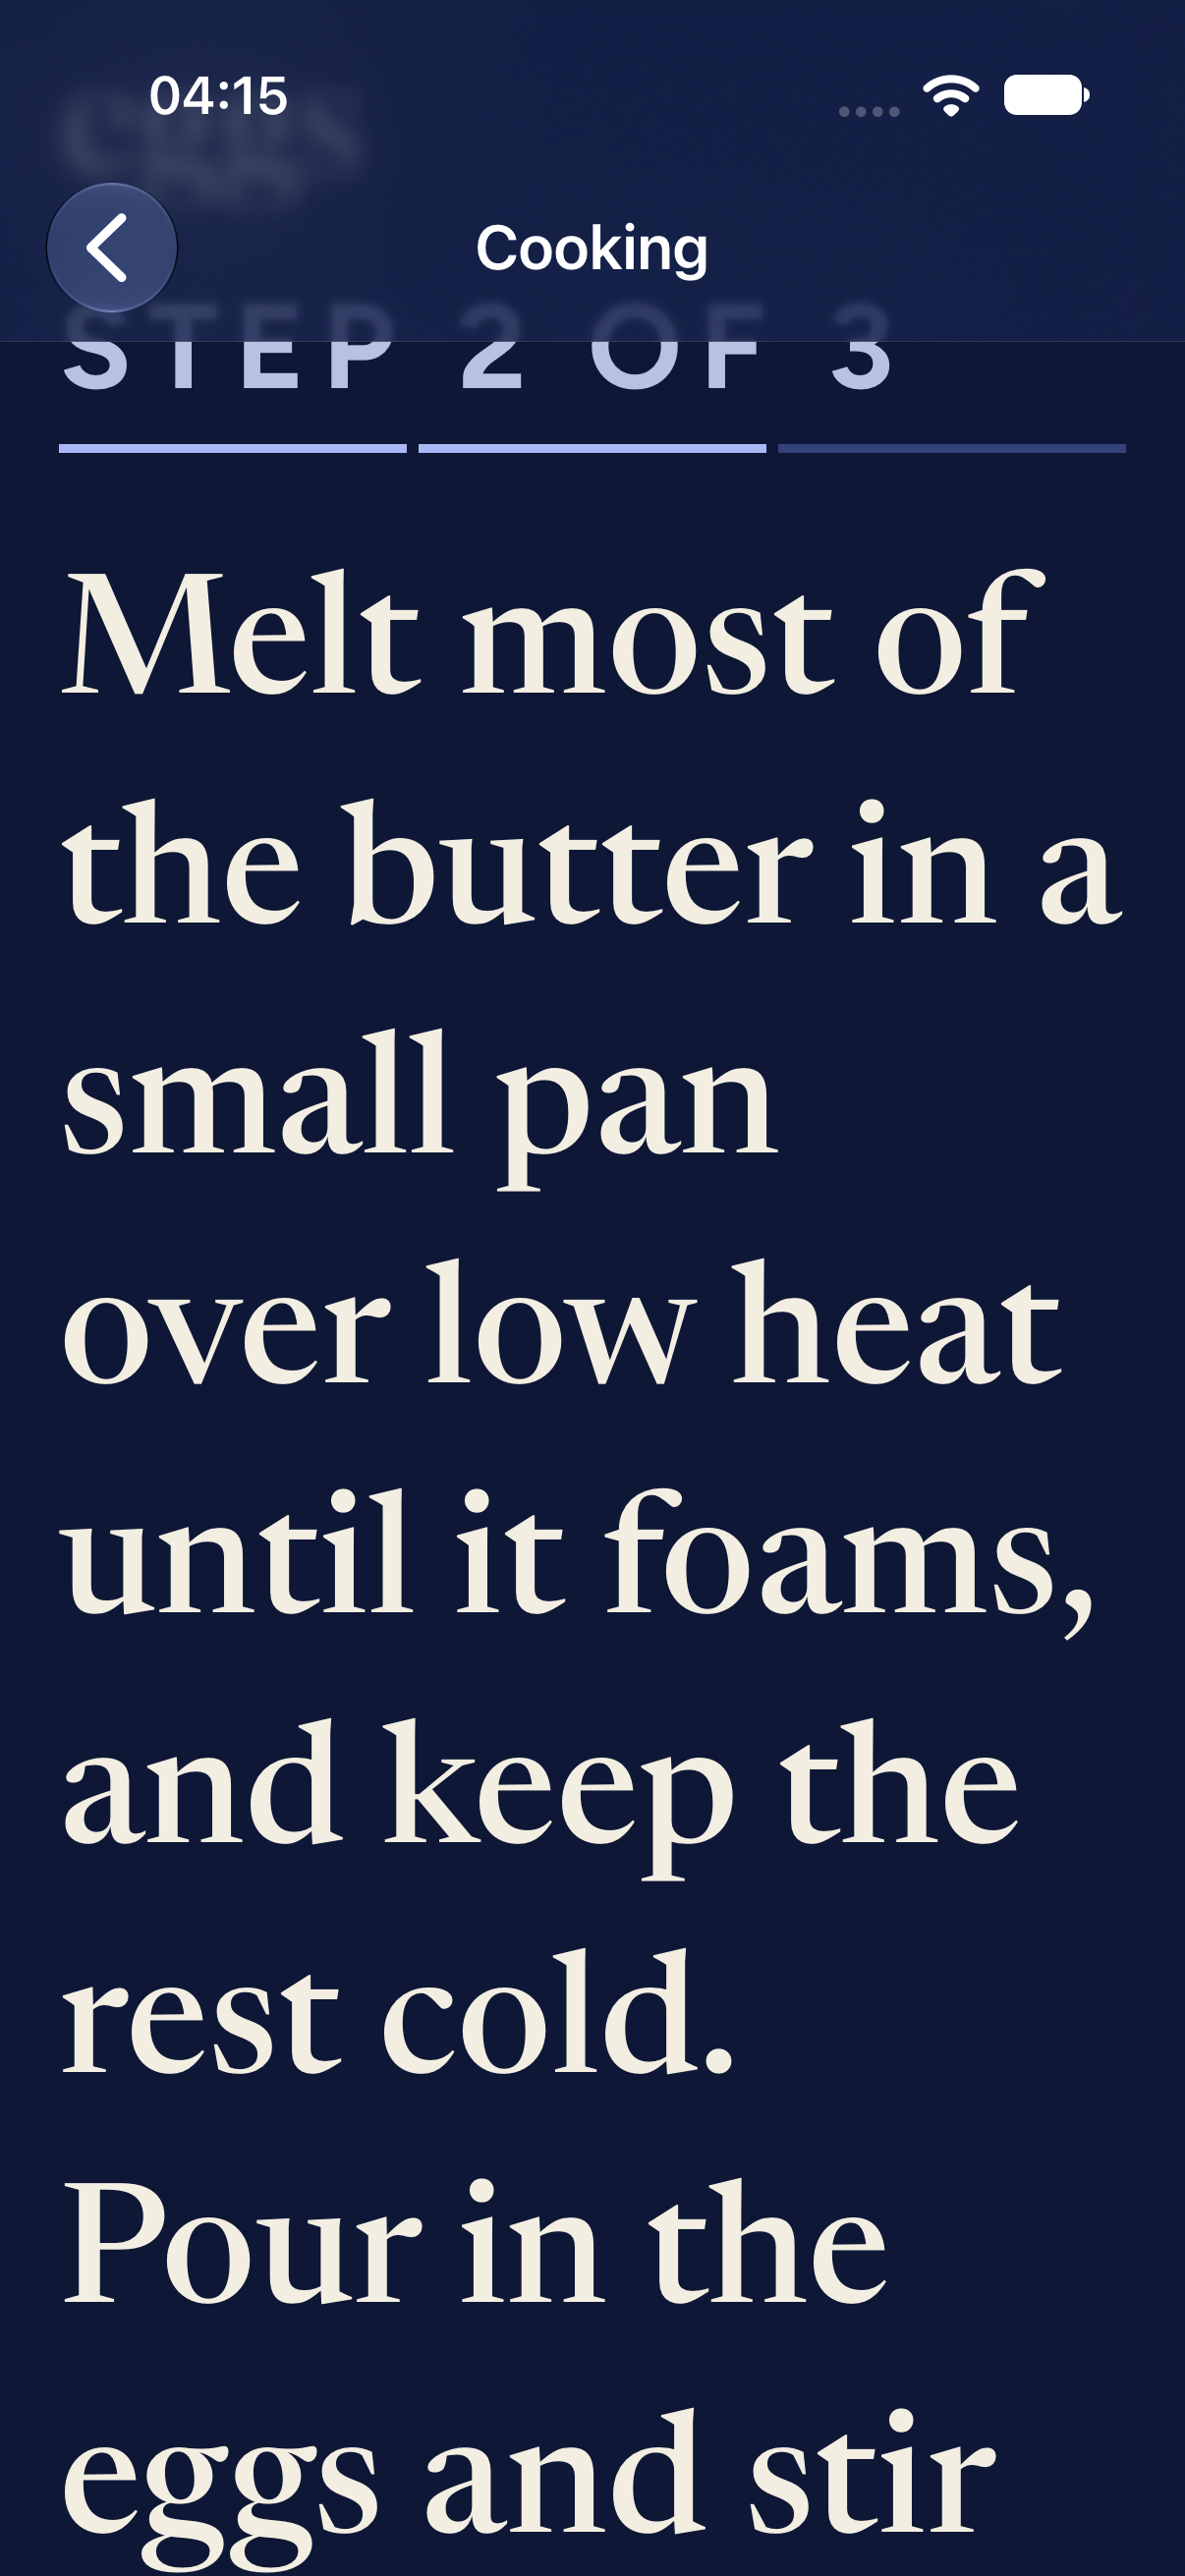 04:15
Cooking
STEP 2 OF 3
Melt most of
the butter in a
small pan
over low heat
until it foams,
and keep the
rest cold.
Pour in the
eggs and stir